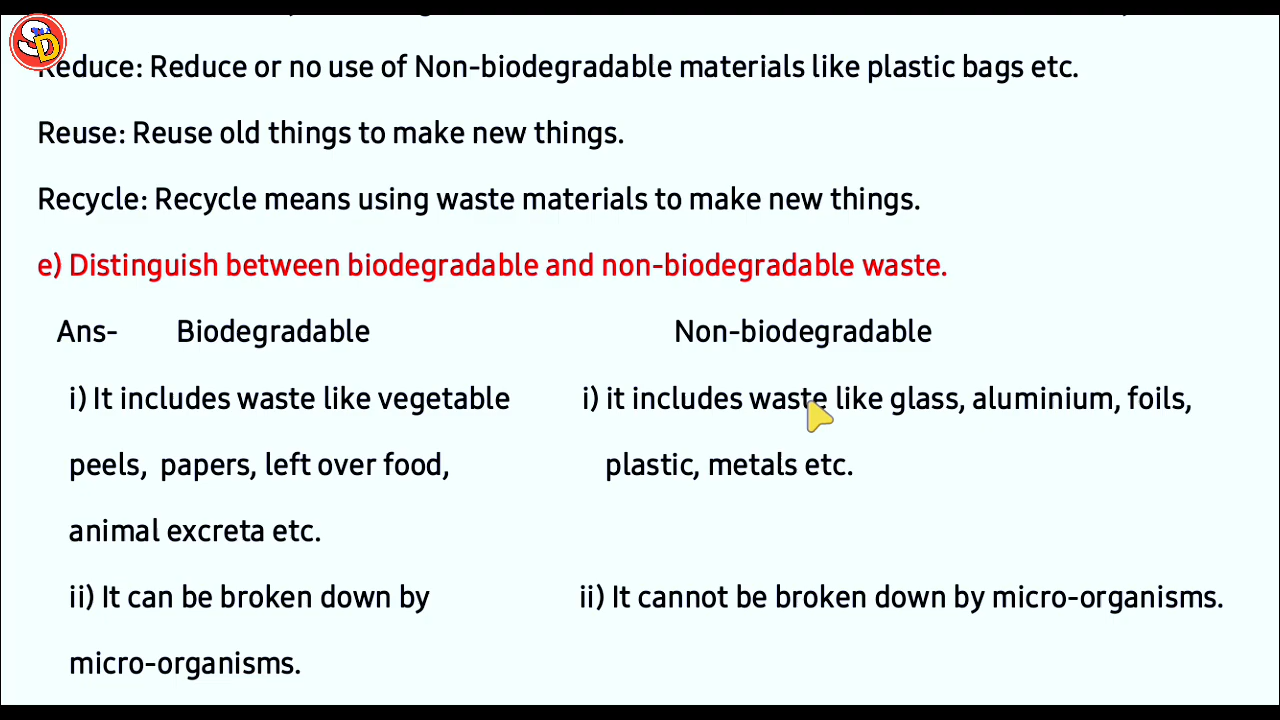 Reduce: Reduce or no use of Non-biodegradable materials like plastic bags etc.
Reuse: Reuse old things to make new things.
Recycle: Recycle means using waste materials to make new things.
e) Distinguish between biodegradable and non-biodegradable waste.
Ans- Biodegradable Non-biodegradable
i) It includes waste like vegetable i) it includes waste like glass, aluminium, foils,
peels, papers, left over food, plastic, metals etc.
animal excreta etc.
ii) It can be broken down by ii) It cannot be broken down by micro-organisms.
micro-organisms.